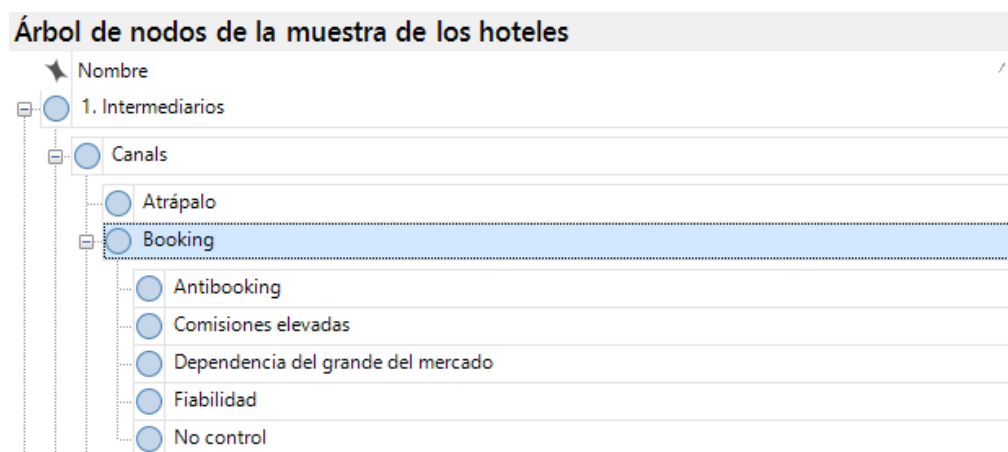 Árbol de nodos de la muestra de los hoteles
Nombre
1. Intermediarios
Canals
Atrápalo
Booking
Antibooking
Comisiones elevadas
Dependencia del grande del mercado
Fiabilidad
No control